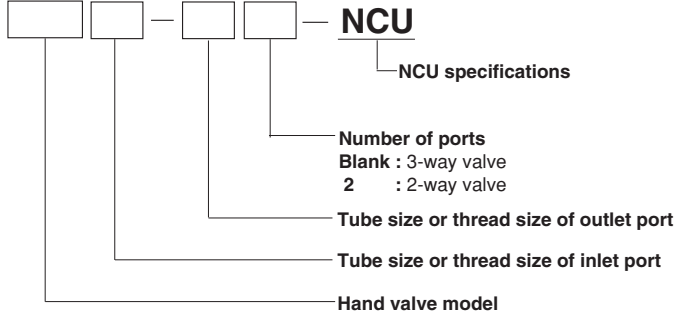 — — NCU
NCU specifications
Number of ports
Blank : 3-way valve
2 : 2-way valve
Tube size or thread size of outlet port
Tube size or thread size of inlet port
Hand valve model